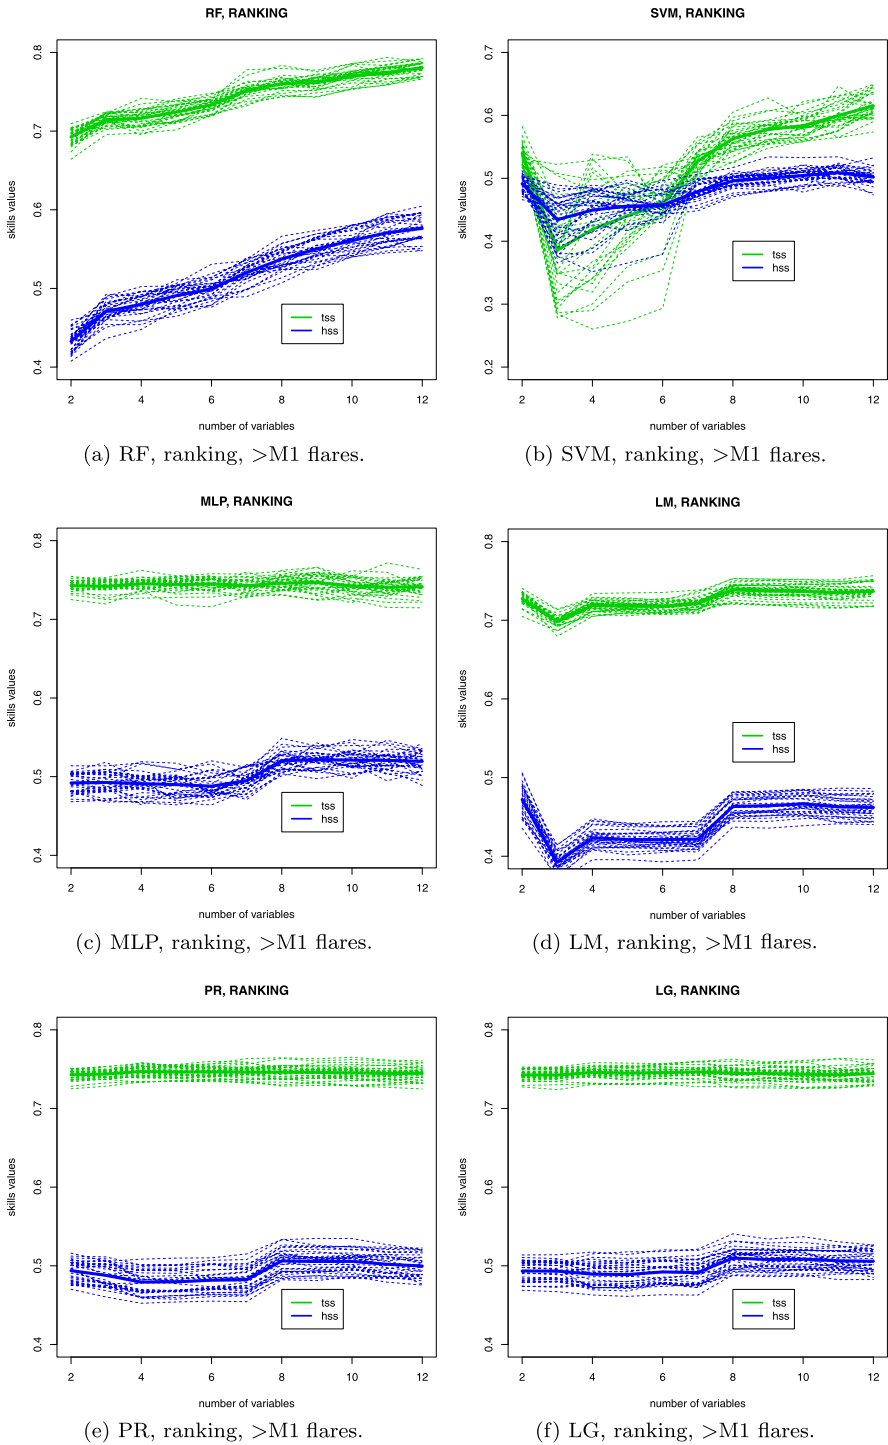 RF, RANKING
skills values
0.8
0.7
0.6
0.5
0.4
tss
hss
2 4 6 8 10 12
number of variables
(a) RF, ranking, >M1 flares.
SVM, RANKING
skills values
0.7
0.6
0.5
0.4
0.3
0.2
tss
hss
2 4 6 8 10 12
number of variables
(b) SVM, ranking, >M1 flares.
MLP, RANKING
skills values
0.8
0.7
0.6
0.5
0.4
tss
hss
2 4 6 8 10 12
number of variables
(c) MLP, ranking, >M1 flares.
LM, RANKING
skills values
0.8
0.7
0.6
0.5
0.4
tss
hss
2 4 6 8 10 12
number of variables
(d) LM, ranking, >M1 flares.
PR, RANKING
skills values
0.8
0.7
0.6
0.5
0.4
tss
hss
2 4 6 8 10 12
number of variables
(e) PR, ranking, >M1 flares.
LG, RANKING
skills values
0.8
0.7
0.6
0.5
0.4
tss
hss
2 4 6 8 10 12
number of variables
(f) LG, ranking, >M1 flares.